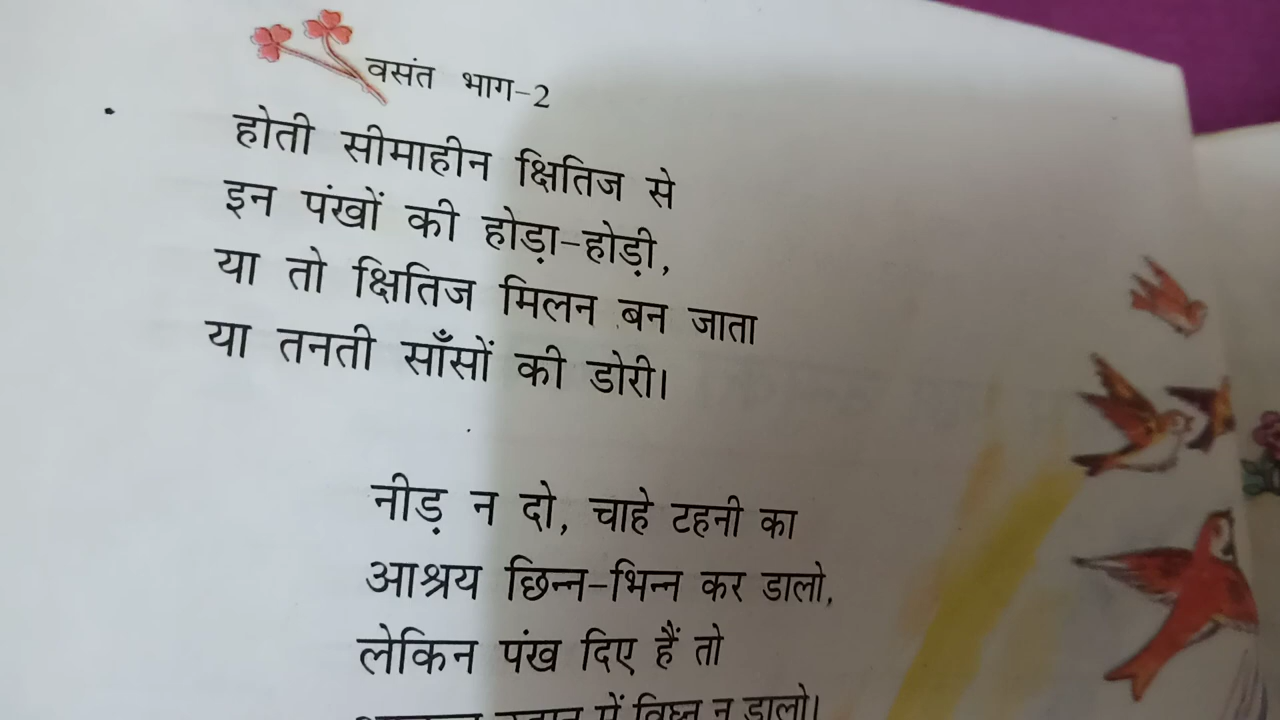 वसंत भाग-2
होती सीमाहीन क्षितिज से
इन पंखों की होड़ा-होड़ी,
या तो क्षितिज मिलन बन जाता
या तनती साँसों की डोरी।
नीड़ न दो, चाहे टहनी का
आश्रय छिन्न-भिन्न कर डालो,
लेकिन पंख दिए हैं तो
में विघ्न न डालो।